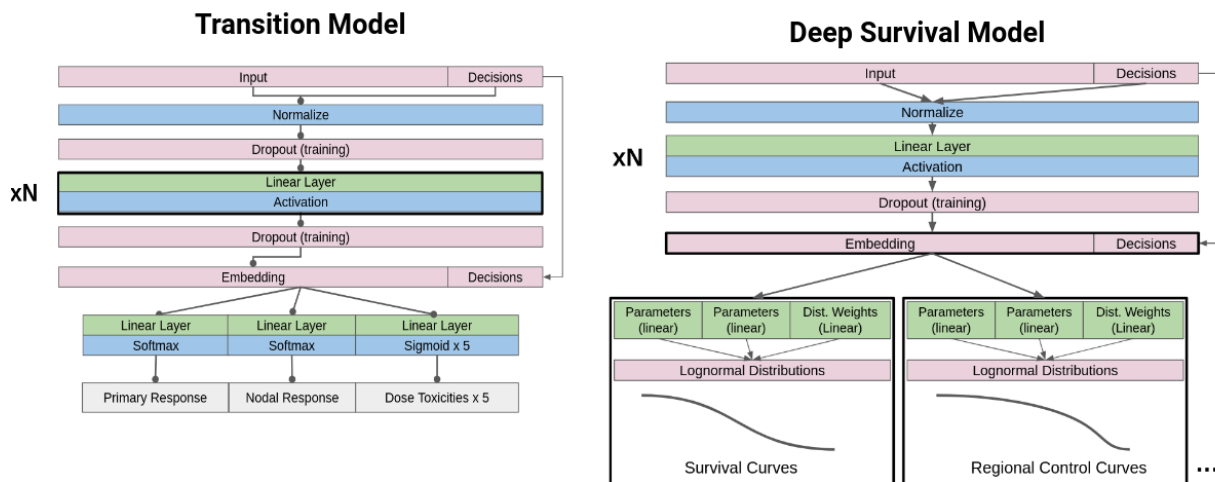 Transition Model
Input
Decisions
Normalize
Dropout (training)
xN
Linear Layer
Activation
Dropout (training)
Embedding
Decisions
Linear Layer
Linear Layer
Linear Layer
Softmax
Softmax
Sigmoid x 5
Primary Response
Nodal Response
Dose Toxicities x 5
Deep Survival Model
Input
Decisions
Normalize
xN
Linear Layer
Activation
Dropout (training)
Embedding
Decisions
Parameters
(linear)
Parameters
(linear)
Dist. Weights
(Linear)
Lognormal Distributions
Survival Curves
Parameters
(linear)
Parameters
(linear)
Dist. Weights
(Linear)
Lognormal Distributions
Regional Control Curves
...